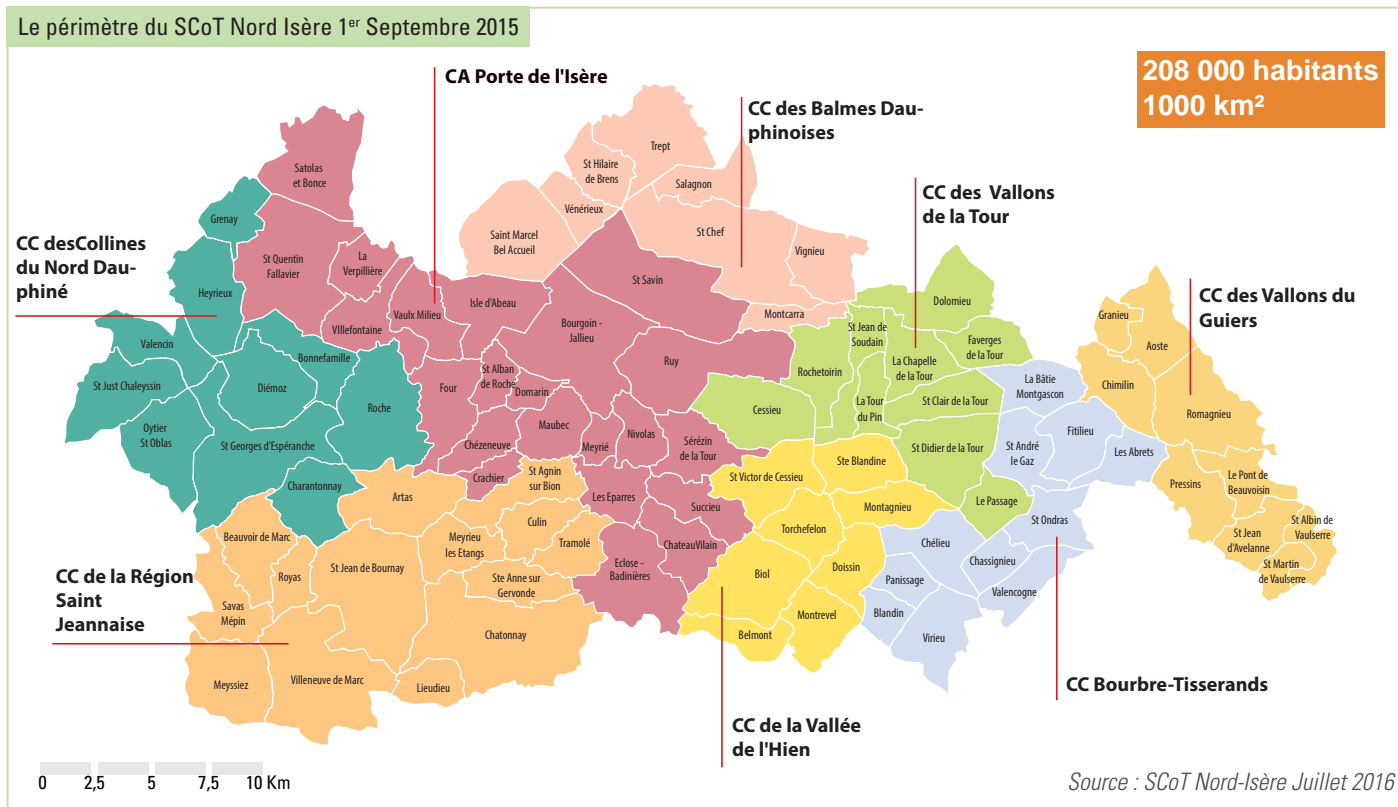 Le périmètre du SCoT Nord Isère 1er Septembre 2015
208 000 habitants
1000 km²
CA Porte de l'Isère
CC des Balmes Dau-
phinoises
CC des Vallons
de la Tour
CC des Vallons du
Guiers
CC desCollines
du Nord Dau-
phiné
CC de la Région
Saint
Jeannaise
CC de la Vallée
de l'Hien
CC Bourbre-Tisserands
Satolas
et Bonce
Grenay
St Quentin
Fallavier
La
Verpillière
Heyrieux
VIllefontaine
Vaulx Milieu
Isle d'Abeau
Saint Marcel
Bel Accueil
Vénérieux
St Hilaire
de Brens
Trept
Salagnon
St Chef
Vignieu
St Savin
Montcarra
Bourgoin -
Jallieu
Ruy
Valencin
Bonnefamille
St Just Chaleyssin
Diémoz
Roche
Oytier
St Oblas
St Georges d'Espéranche
Charantonnay
Four
St Alban
de Roche
Domarin
Maubec
Meyrié
Nivolas
Sérézin
de la Tour
Chézeneuve
Crachier
Les Eparres
Succieu
ChateauVilain
Eclose -
Badinières
St Agnin
sur Bion
Artas
Culin
Tramolé
Meyrieu
les Etangs
Ste Anne sur
Gervonde
Beauvoir de Marc
Royas
St Jean de Bournay
Savas
Mépin
Chatonnay
Meyssiez
Villeneuve de Marc
Lieudieu
Dolomieu
St Jean de
Soudain
Faverges
de la Tour
La Chapelle
de la Tour
Rochetoirin
Cessieu
La Tour
du Pin
St Clair de la Tour
St Didier de la Tour
Le Passage
St Victor de Cessieu
Ste Blandine
Montagnieu
Torchefelon
Biol
Doissin
Montrevel
Belmont
La Bâtie
Montgascon
Fitilieu
St André
le Gaz
Les Abrets
St Ondras
Chélieu
Chassignieu
Panissage
Valencogne
Blandin
Virieu
Granieu
Aoste
Chimilin
Romagnieu
Pressins
Le Pont de
Beauvoisin
St Jean
d'Avelanne
St Albin de
Vaulserre
St Martin
de Vaulserre
0 2,5 5 7,5 10 Km
Source : SCoT Nord-Isère Juillet 2016